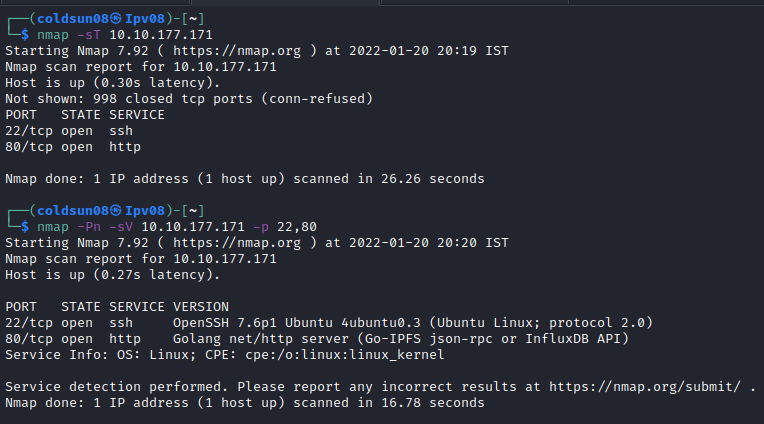 ┌──(coldsun08㉿Ipv08)-[~]
└─$ nmap -sT 10.10.177.171
Starting Nmap 7.92 ( https://nmap.org ) at 2022-01-20 20:19 IST
Nmap scan report for 10.10.177.171
Host is up (0.30s latency).
Not shown: 998 closed tcp ports (conn-refused)
PORT   STATE SERVICE
22/tcp open  ssh
80/tcp open  http
Nmap done: 1 IP address (1 host up) scanned in 26.26 seconds
┌──(coldsun08㉿Ipv08)-[~]
└─$ nmap -Pn -sV 10.10.177.171 -p 22,80
Starting Nmap 7.92 ( https://nmap.org ) at 2022-01-20 20:20 IST
Nmap scan report for 10.10.177.171
Host is up (0.27s latency).
PORT   STATE SERVICE VERSION
22/tcp open  ssh     OpenSSH 7.6p1 Ubuntu 4ubuntu0.3 (Ubuntu Linux; protocol 2.0)
80/tcp open  http    Golang net/http server (Go-IPFS json-rpc or InfluxDB API)
Service Info: OS: Linux; CPE: cpe:/o:linux:linux_kernel
Service detection performed. Please report any incorrect results at https://nmap.org/submit/ .
Nmap done: 1 IP address (1 host up) scanned in 16.78 seconds